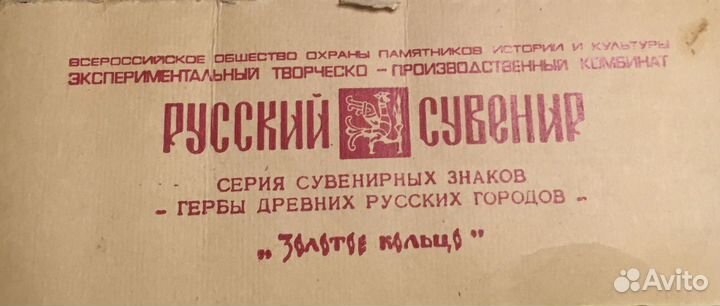 ВСЕРОССИЙСКОЕ ОБЩЕСТВО ОХРАНЫ ПАМЯТНИКОВ ИСТОРИИ И КУЛЬТУРЫ
ЭКСПЕРИМЕНТАЛЬНЫЙ ТВОРЧЕСКО - ПРОИЗВОДСТВЕННЫЙ КОМБИНАТ
РУССКИЙ СУВЕНИР
СЕРИЯ СУВЕНИРНЫХ ЗНАКОВ
- ГЕРБЫ ДРЕВНИХ РУССКИХ ГОРОДОВ -
„Золотое кольцо"
Avito